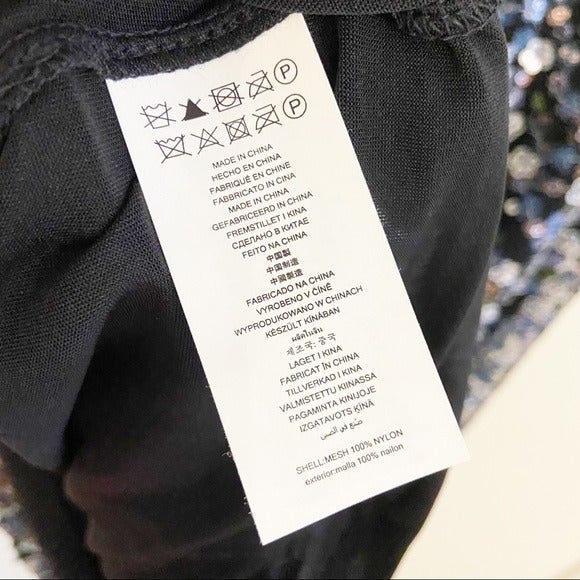 P
P
MADE IN CHINA
HECHO EN CHINA
FABRIQUÉ EN CHINE
FABBRICATO IN CINA
MADE IN CHINA
GEFABRICEERD IN CHINA
FREMSTILLET I KINA
СДЕЛАНО В КИТАЕ
FEITO NA CHINA
中国製
中国制造
中國製造
FABRICADO NA CHINA
VYROBENO V ČÍNĚ
WYPRODUKOWANO W CHINACH
KÉSZÜLT KÍNÁBAN
ผลิตในจีน
제조국: 중국
LAGET I KINA
FABRICAT ÎN CHINA
TILLVERKAD I KINA
VALMISTETTU KIINASSA
PAGAMINTA KINIJOJE
IZGATAVOTS ĶĪNĀ
صنع في الصين
SHELL:MESH 100% NYLON
exterior:malla 100% nailon